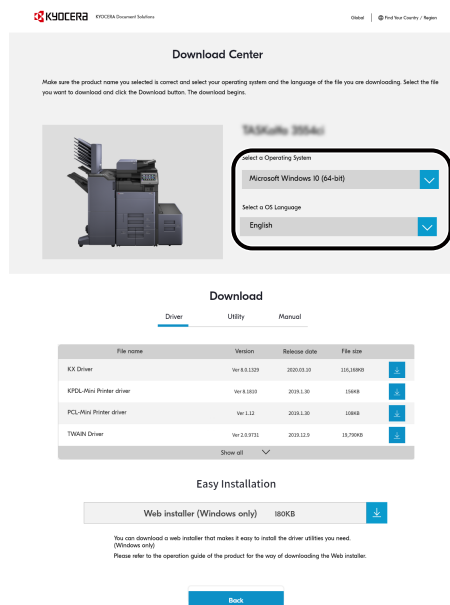 KYOCERA KYOCERA Document Solutions
Global Find Your Country / Region
Download Center
Make sure the product name you selected is correct and select your operating system and the language of the file you are downloading. Select the file
you want to download and click the Download button. The download begins.
Select a Operating System
Microsoft Windows 10 (64-bit)
Select a OS Language
English
Download
Driver Utility Manual
File name Version Release date File size
KX Driver Ver 8.0.1329 2020.03.10 116,168KB
KPDL-Mini Printer driver Ver 8.1810 2019.1.30 156KB
PCL-Mini Printer driver Ver 1.12 2019.1.30 108KB
TWAIN Driver Ver 2.0.9731 2019.12.9 19,790KB
Show all
Easy Installation
Web installer (Windows only) 180KB
You can download a web installer that makes it easy to install the driver utilities you need.
(Windows only)
Please refer to the operation guide of the product for the way of downloading the Web installer.
Back